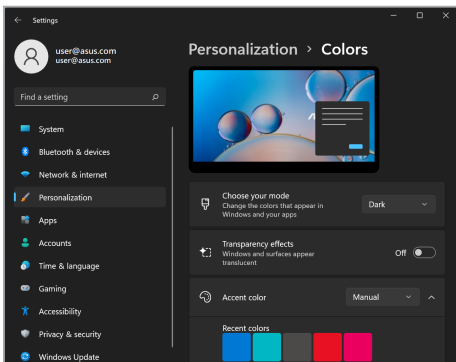 Settings
user@asus.com
user@asus.com
Find a setting
System
Bluetooth & devices
Network & internet
Personalization
Apps
Accounts
Time & language
Gaming
Accessibility
Privacy & security
Windows Update
Personalization > Colors
Choose your mode
Change the colors that appear in
Windows and your apps
Dark
Transparency effects
Windows and surfaces appear
translucent
Off
Accent color
Manual
Recent colors